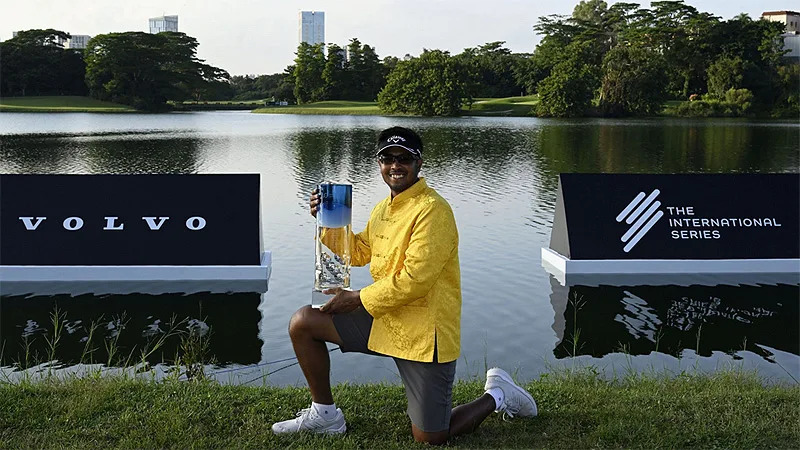 VOLVO
THE
INTERNATIONAL
SERIES